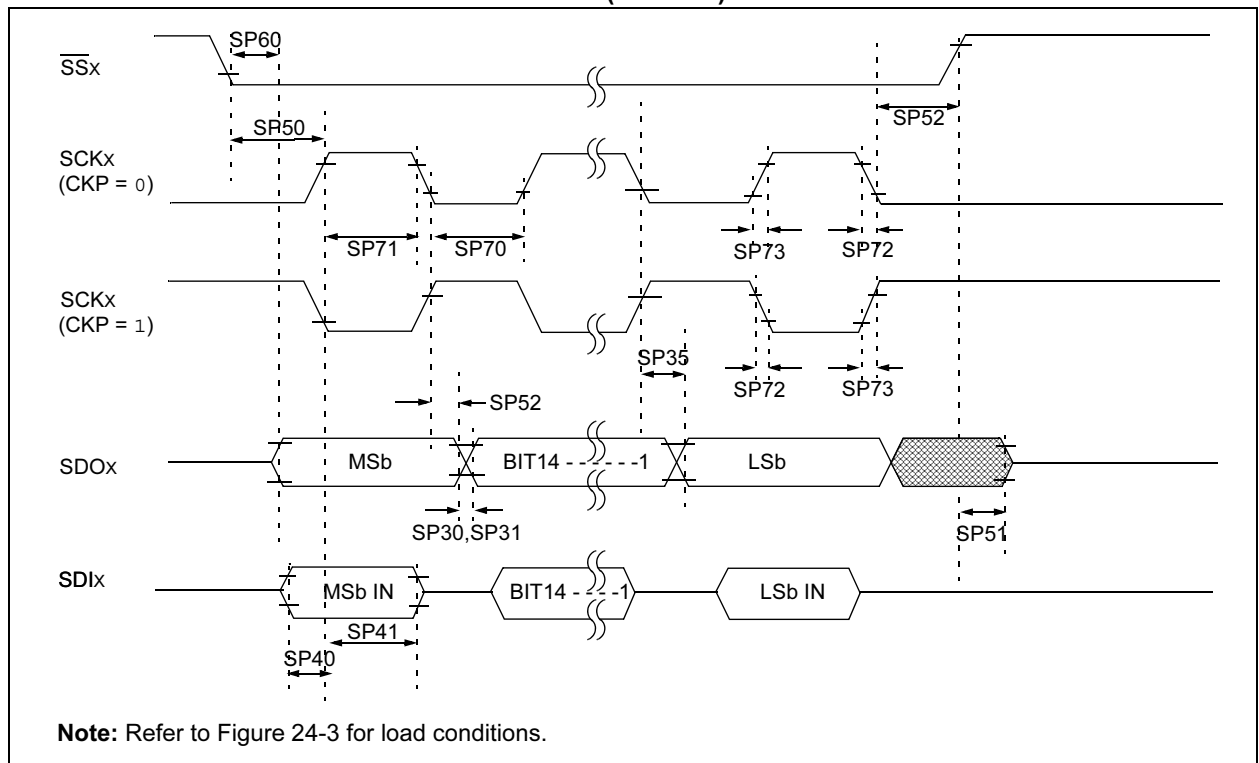 SP60
SSx
SP50
SP52
SCKx
(CKP = 0)
SP71
SP70
SP73
SP72
SCKx
(CKP = 1)
SP35
SP72
SP73
SP52
SDOx
MSb
BIT14 - - - - - -1
LSb
SP30,SP31
SP51
SDIx
MSb IN
BIT14 - - - -1
LSb IN
SP41
SP40
Note: Refer to Figure 24-3 for load conditions.